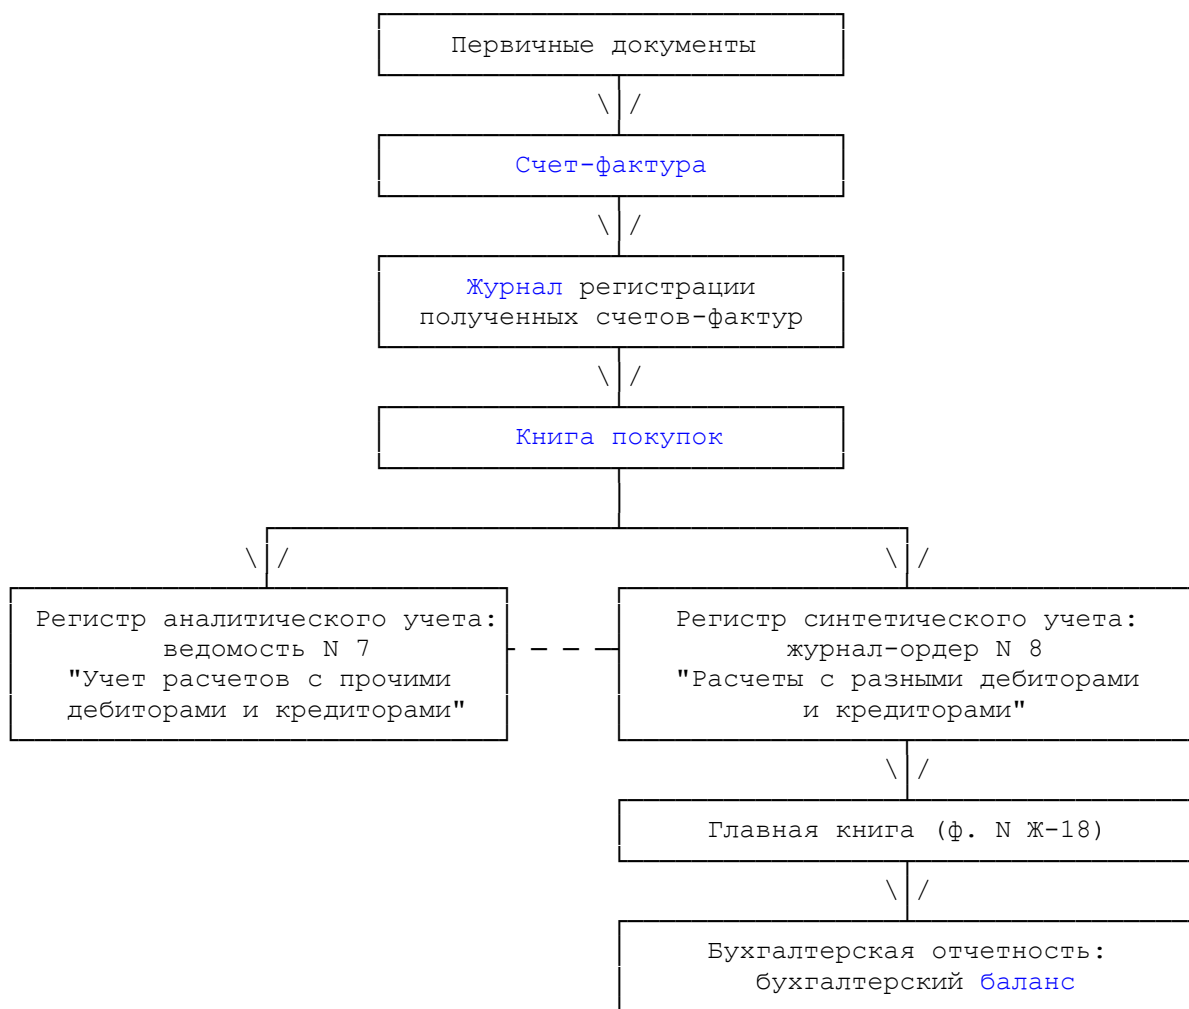 Первичные документы
Счет-фактура
Журнал регистрации
полученных счетов-фактур
Книга покупок
Регистр аналитического учета:
ведомость N 7
"Учет расчетов с прочими
дебиторами и кредиторами"
Регистр синтетического учета:
журнал-ордер N 8
"Расчеты с разными дебиторами
и кредиторами"
Главная книга (ф. N Ж-18)
Бухгалтерская отчетность:
бухгалтерский баланс